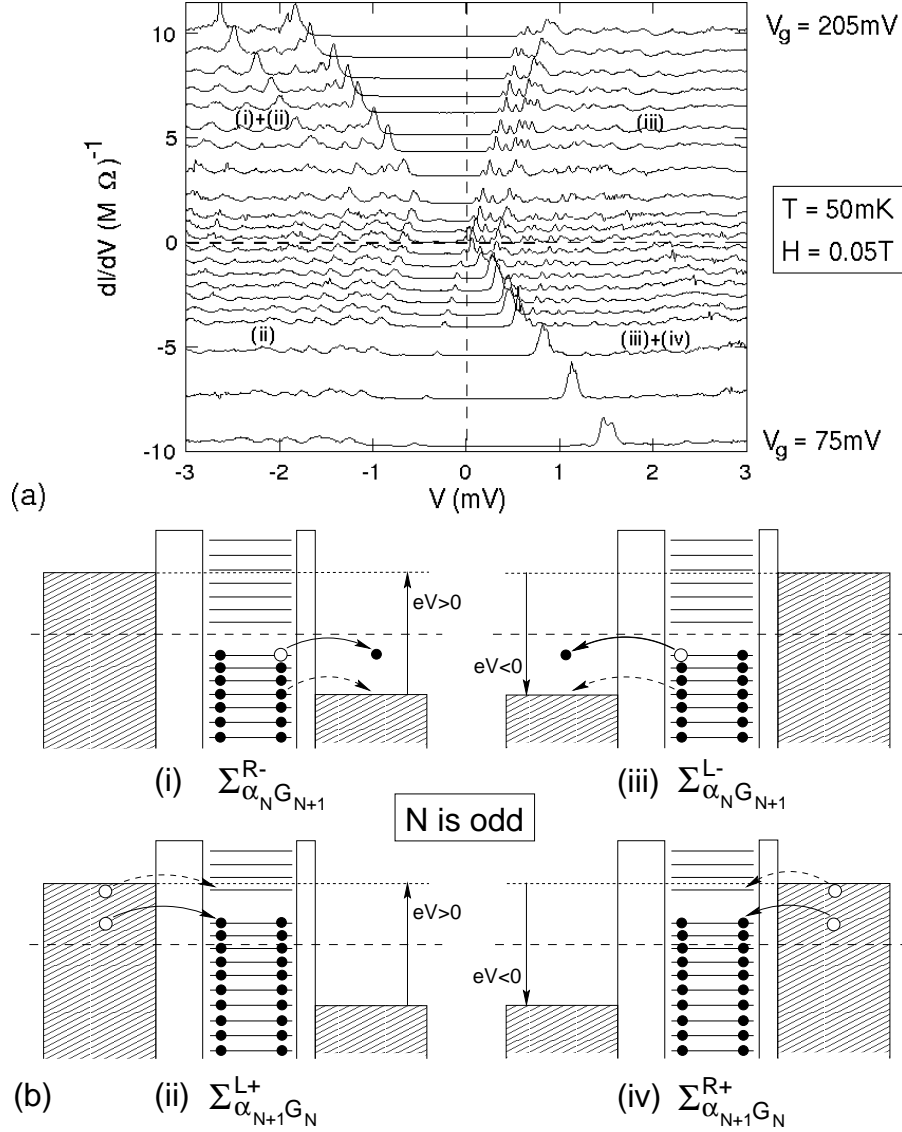 10
5
0
-5
-10
dI/dV (M Ω)⁻¹
(i)+(ii)
(iii)
(ii)
(iii)+(iv)
Vg = 205mV
T = 50mK
H = 0.05T
Vg = 75mV
-3 -2 -1 0 1 2 3
V (mV)
(a)
eV>0
eV<0
(i) Σ^{R-}_{α_N G_{N+1}}
(iii) Σ^{L-}_{α_N G_{N+1}}
N is odd
eV>0
eV<0
(b)
(ii) Σ^{L+}_{α_{N+1} G_N}
(iv) Σ^{R+}_{α_{N+1} G_N}